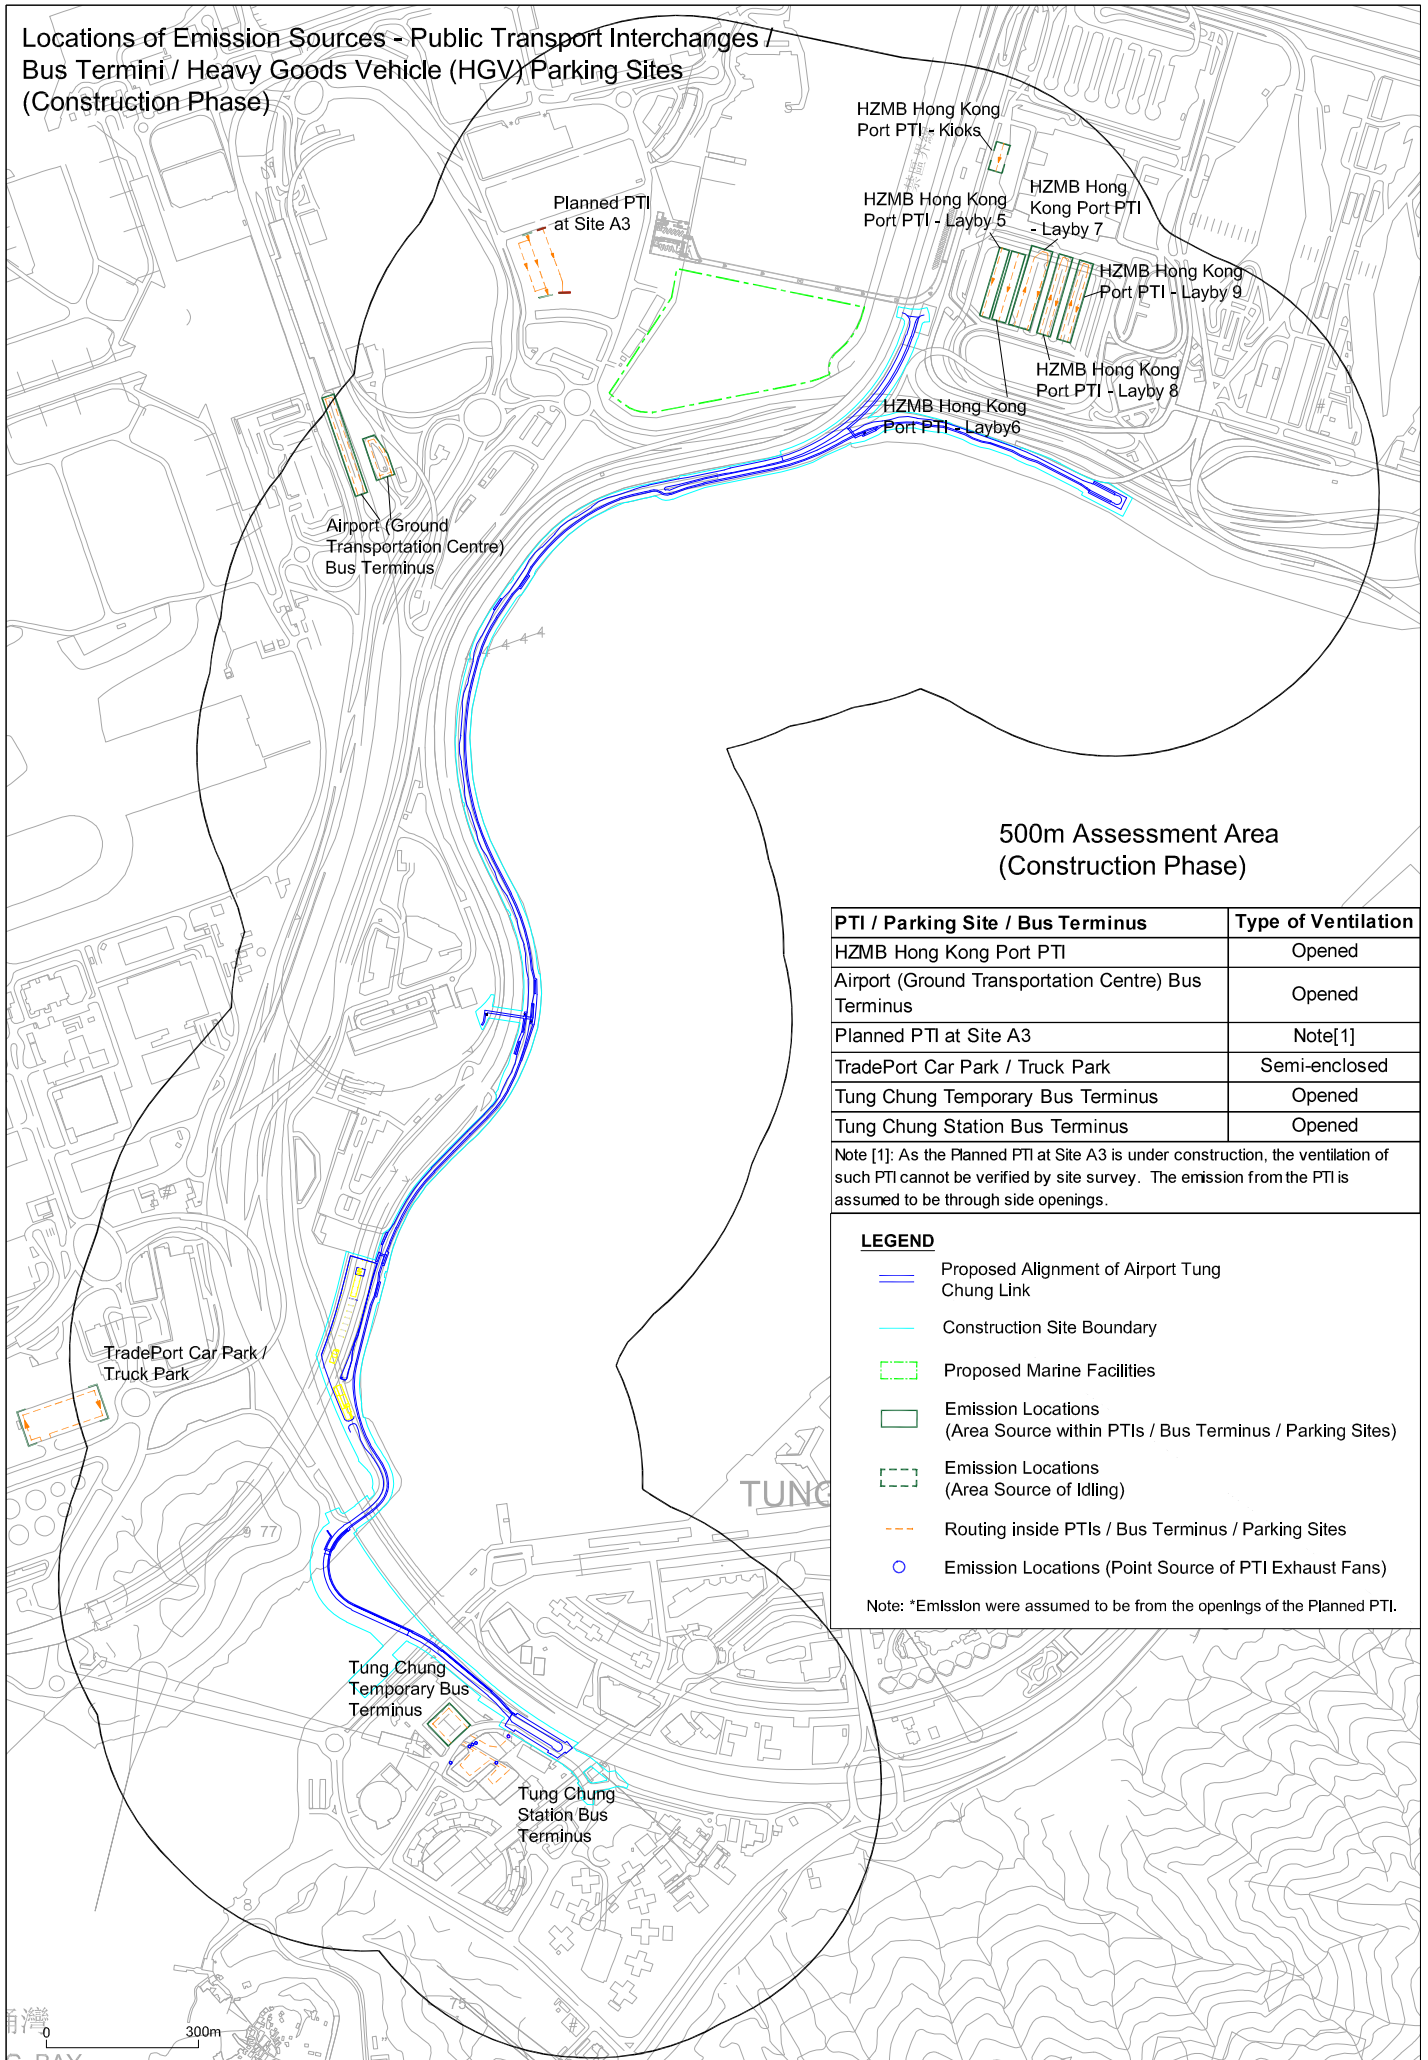 Locations of Emission Sources - Public Transport Interchanges /
Bus Termini / Heavy Goods Vehicle (HGV) Parking Sites
(Construction Phase)
HZMB Hong Kong
Port PTI - Kioks
Planned PTI
at Site A3
HZMB Hong Kong
Port PTI - Layby 5
HZMB Hong
Kong Port PTI
- Layby 7
HZMB Hong Kong
Port PTI - Layby 9
HZMB Hong Kong
Port PTI - Layby 8
HZMB Hong Kong
Port PTI - Layby6
Airport (Ground
Transportation Centre)
Bus Terminus
500m Assessment Area
(Construction Phase)
PTI / Parking Site / Bus Terminus Type of Ventilation
HZMB Hong Kong Port PTI Opened
Airport (Ground Transportation Centre) Bus
Terminus Opened
Planned PTI at Site A3 Note[1]
TradePort Car Park / Truck Park Semi-enclosed
Tung Chung Temporary Bus Terminus Opened
Tung Chung Station Bus Terminus Opened
Note [1]: As the Planned PTI at Site A3 is under construction, the ventilation of
such PTI cannot be verified by site survey. The emission from the PTI is
assumed to be through side openings.
LEGEND
Proposed Alignment of Airport Tung
Chung Link
Construction Site Boundary
Proposed Marine Facilities
Emission Locations
(Area Source within PTIs / Bus Terminus / Parking Sites)
Emission Locations
(Area Source of Idling)
Routing inside PTIs / Bus Terminus / Parking Sites
Emission Locations (Point Source of PTI Exhaust Fans)
Note: *Emission were assumed to be from the openings of the Planned PTI.
TradePort Car Park /
Truck Park
TUNG
77
Tung Chung
Temporary Bus
Terminus
Tung Chung
Station Bus
Terminus
8
75
0 300m